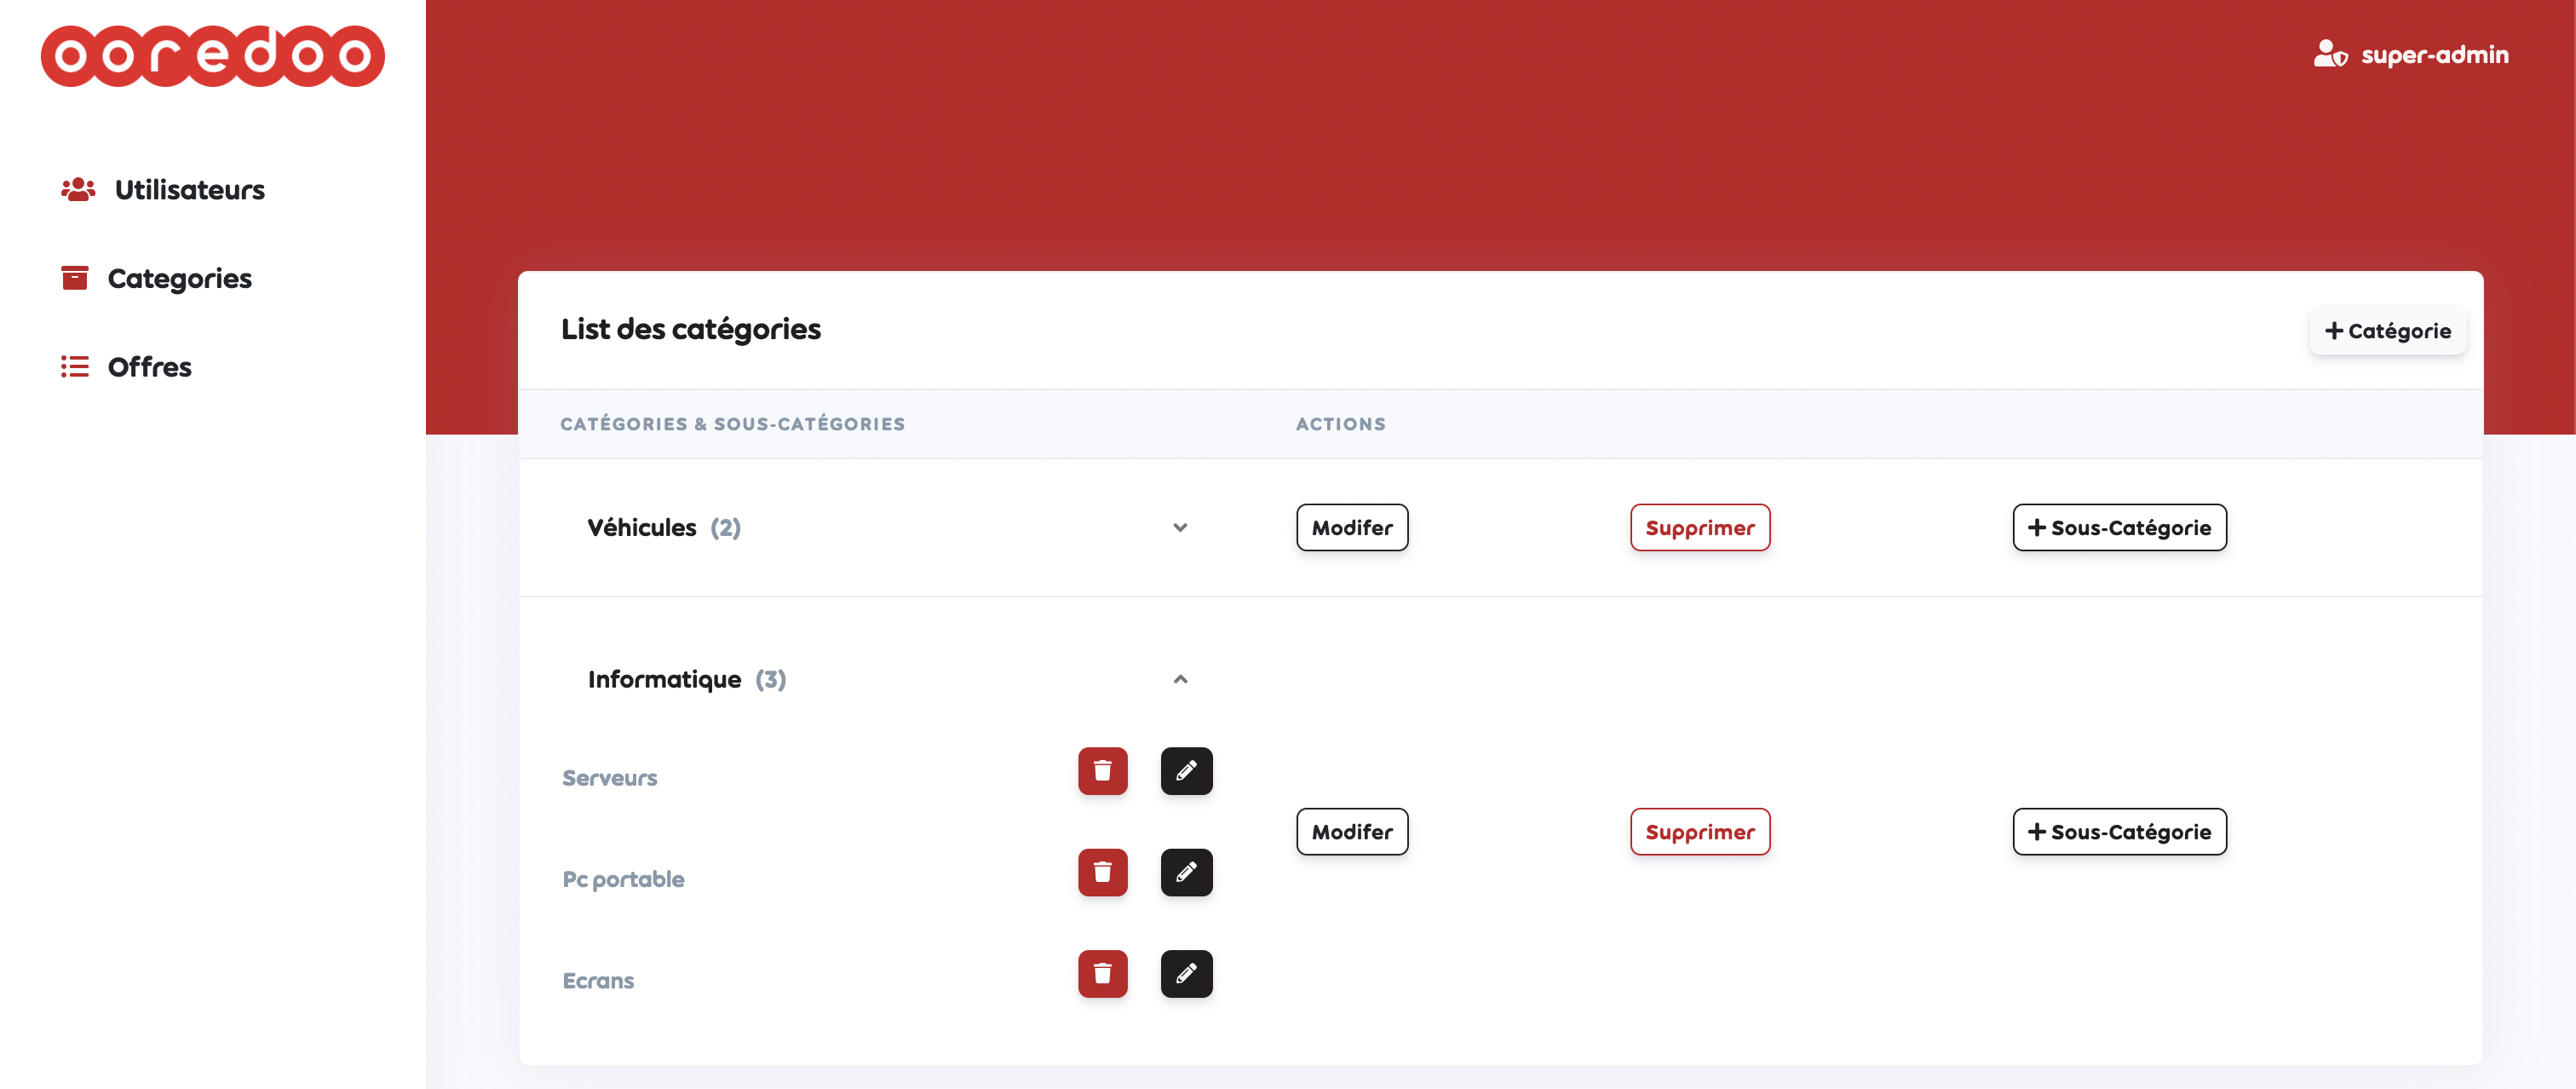 ooredoo
super-admin
Utilisateurs
Categories
Offres
List des catégories
+ Catégorie
CATÉGORIES & SOUS-CATÉGORIES ACTIONS
Véhicules (2) Modifer Supprimer + Sous-Catégorie
Informatique (3)
Serveurs
Modifer Supprimer + Sous-Catégorie
Pc portable
Ecrans